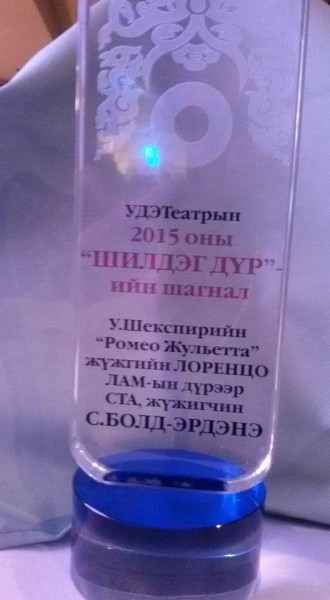 УДЭТеатрын
2015 оны
“ШИЛДЭГ ДҮР”-
ийн шагнал
У.Шекспирийн
“Ромео Жульетта”
жүжгийн ЛОРЕНЦО
ЛАМ-ын дүрээр
СТА, жүжигчин
С.БОЛД-ЭРДЭНЭ